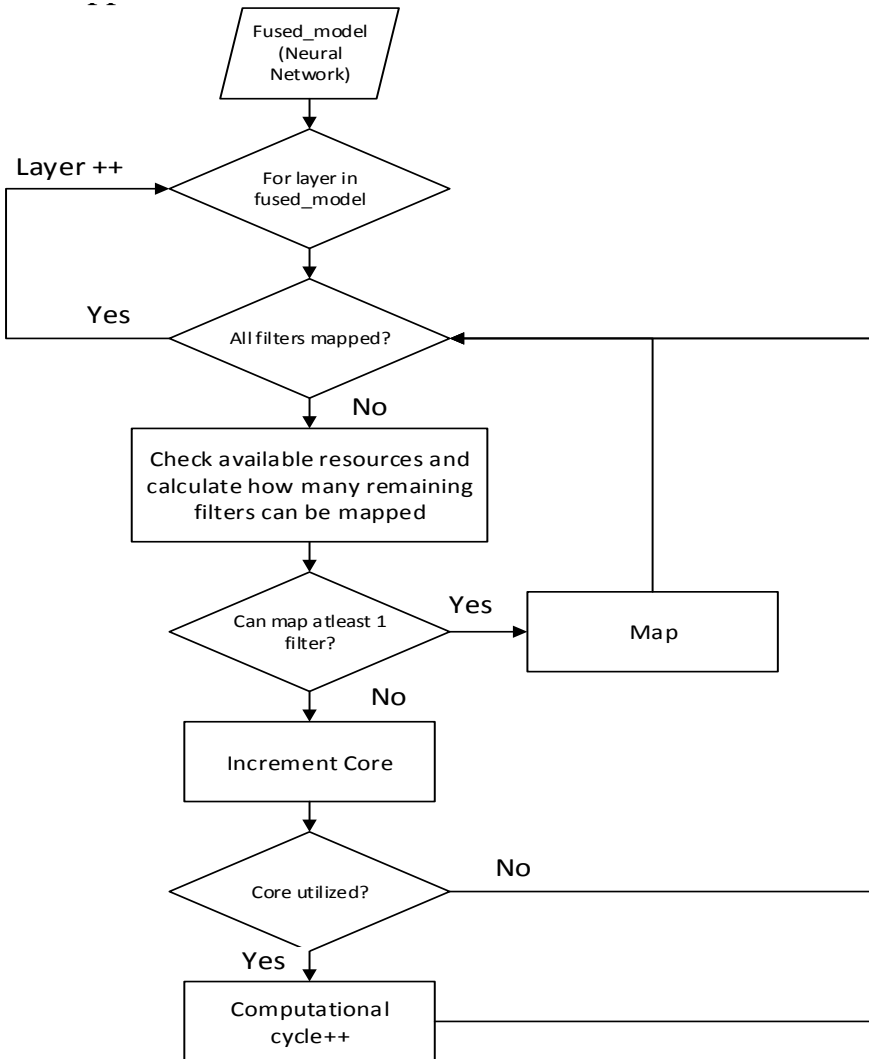 Fused_model
(Neural
Network)
Layer ++
For layer in
fused_model
Yes
All filters mapped?
No
Check available resources and
calculate how many remaining
filters can be mapped
Can map atleast 1
filter?
Yes
Map
No
Increment Core
No
Core utilized?
Yes
Computational
cycle++